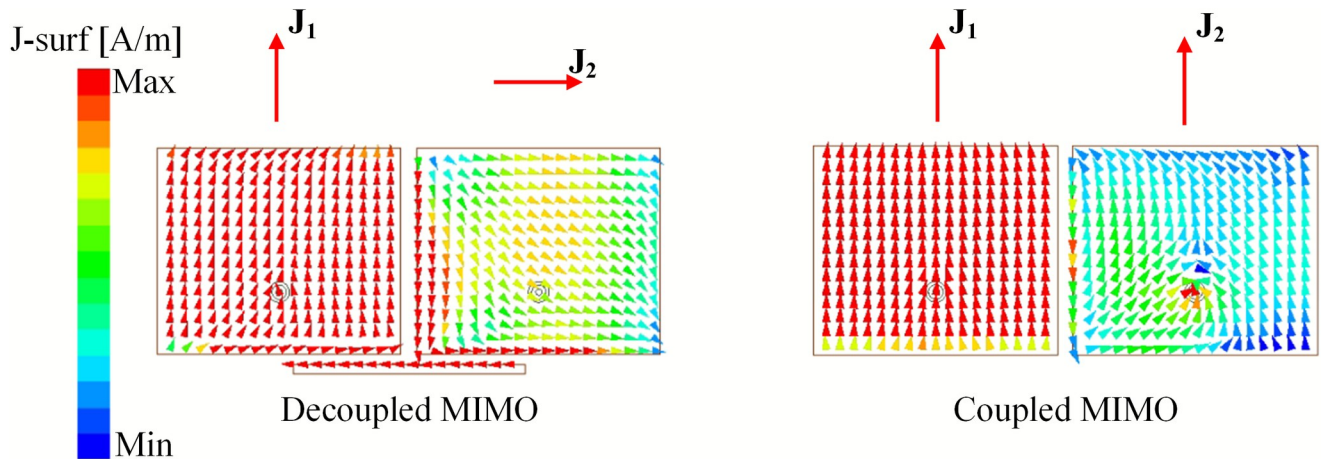 J-surf [A/m]
Max
Min
J₁
J₂
Decoupled MIMO
J₁
J₂
Coupled MIMO